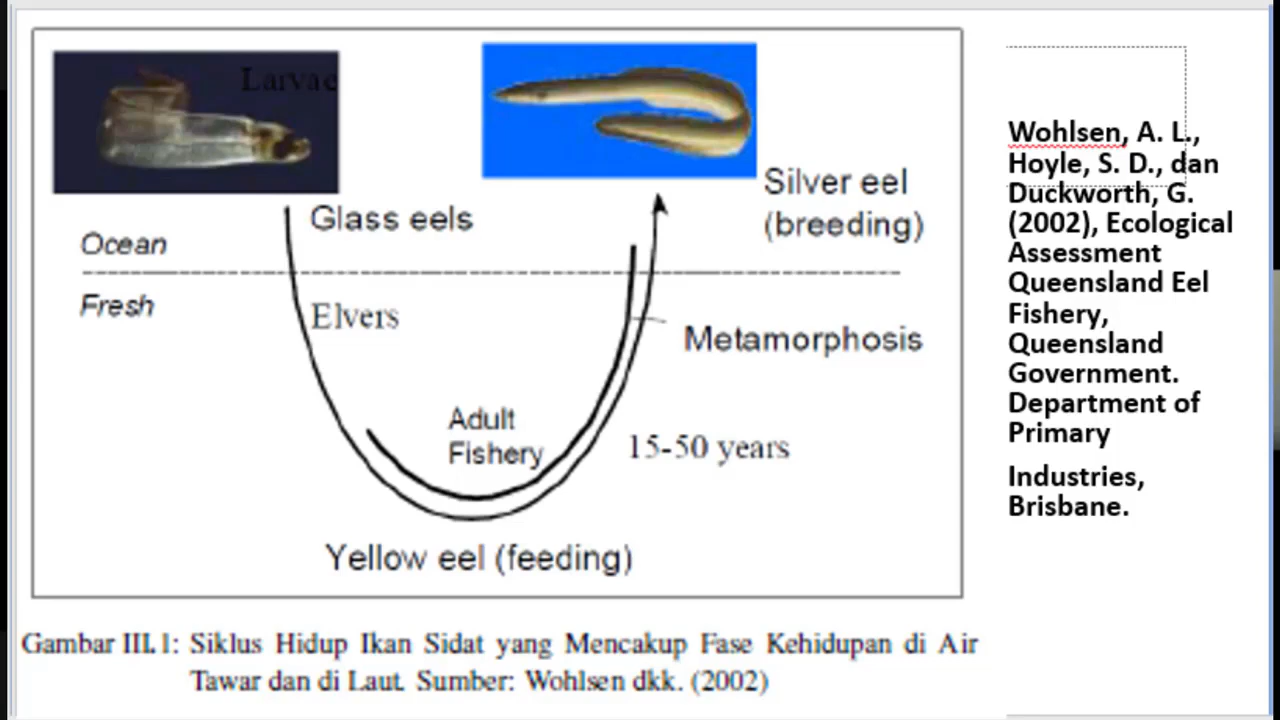 Larvae
Silver eel
(breeding)
Glass eels
Ocean
Fresh
Elvers
Metamorphosis
Adult
Fishery
15-50 years
Yellow eel (feeding)
Gambar III.1: Siklus Hidup Ikan Sidat yang Mencakup Fase Kehidupan di Air
Tawar dan di Laut. Sumber: Wohlsen dkk. (2002)
Wohlsen, A. L.,
Hoyle, S. D., dan
Duckworth, G.
(2002), Ecological
Assessment
Queensland Eel
Fishery,
Queensland
Government.
Department of
Primary
Industries,
Brisbane.